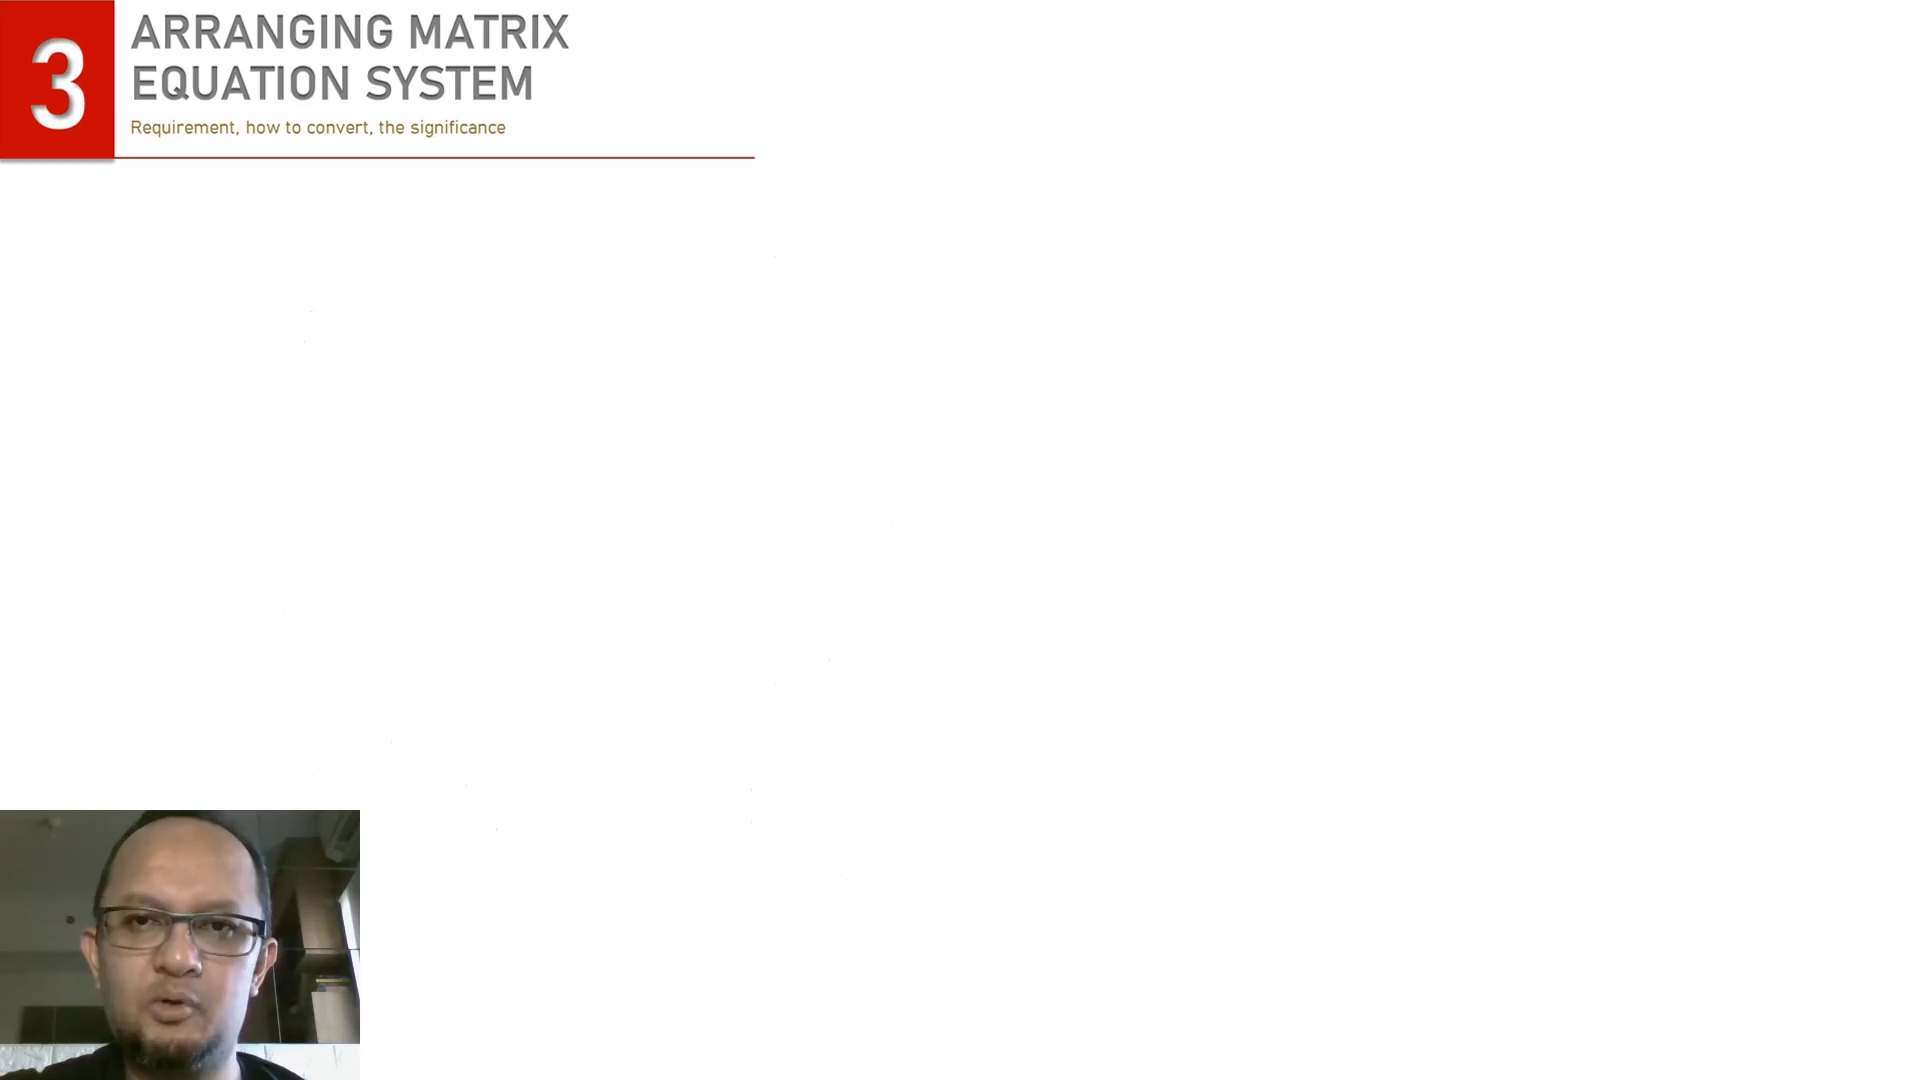 3
ARRANGING MATRIX
EQUATION SYSTEM
Requirement, how to convert, the significance